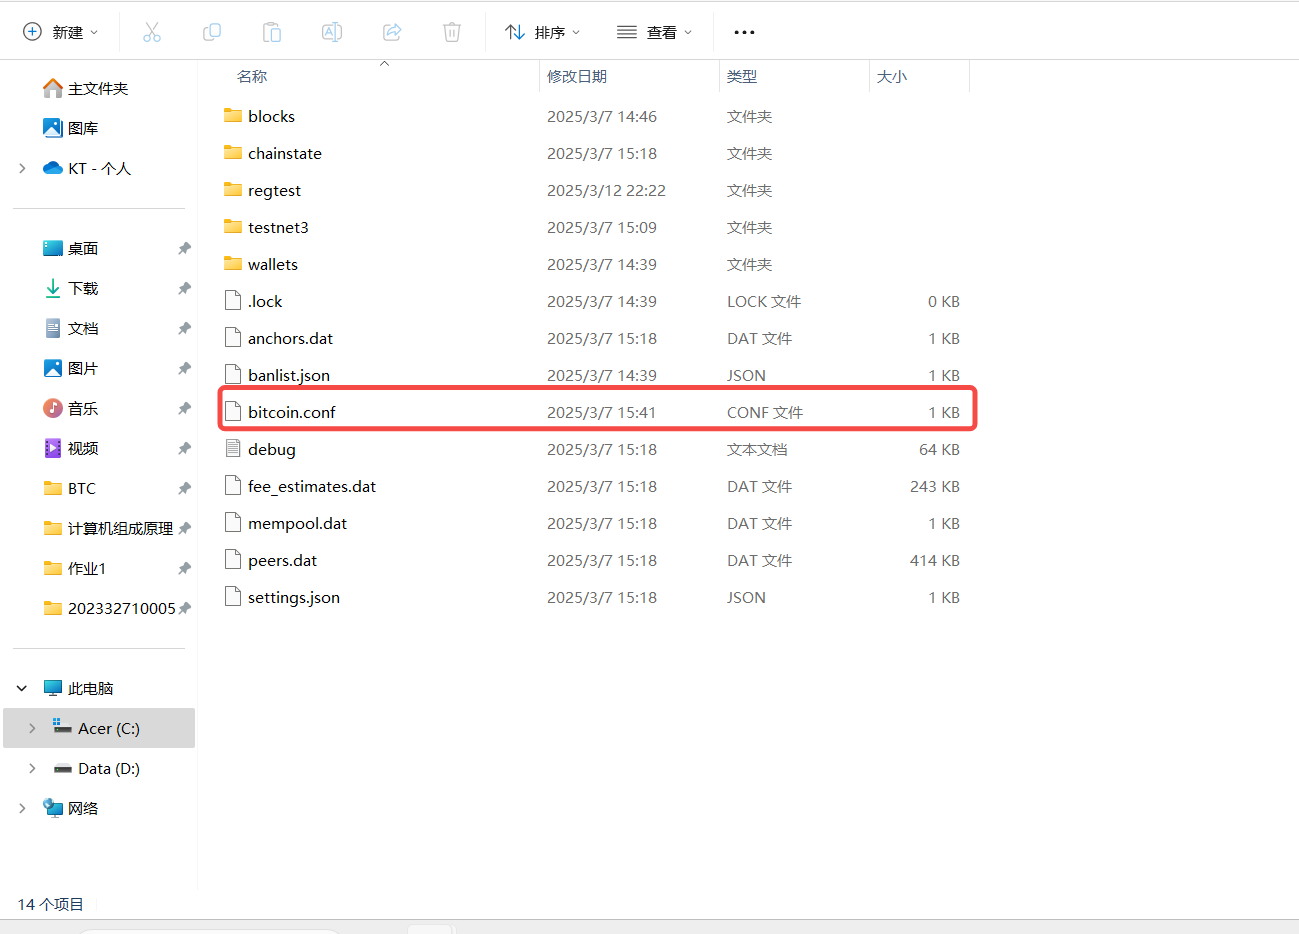 新建
排序
查看
名称 修改日期 类型 大小
主文件夹
图库
KT - 个人
桌面
下载
文档
图片
音乐
视频
BTC
计算机组成原理
作业1
202332710005
此电脑
Acer (C:)
Data (D:)
网络
blocks 2025/3/7 14:46 文件夹
chainstate 2025/3/7 15:18 文件夹
regtest 2025/3/12 22:22 文件夹
testnet3 2025/3/7 15:09 文件夹
wallets 2025/3/7 14:39 文件夹
.lock 2025/3/7 14:39 LOCK 文件 0 KB
anchors.dat 2025/3/7 15:18 DAT 文件 1 KB
banlist.json 2025/3/7 14:39 JSON 1 KB
bitcoin.conf 2025/3/7 15:41 CONF 文件 1 KB
debug 2025/3/7 15:18 文本文档 64 KB
fee_estimates.dat 2025/3/7 15:18 DAT 文件 243 KB
mempool.dat 2025/3/7 15:18 DAT 文件 1 KB
peers.dat 2025/3/7 15:18 DAT 文件 414 KB
settings.json 2025/3/7 15:18 JSON 1 KB
14 个项目